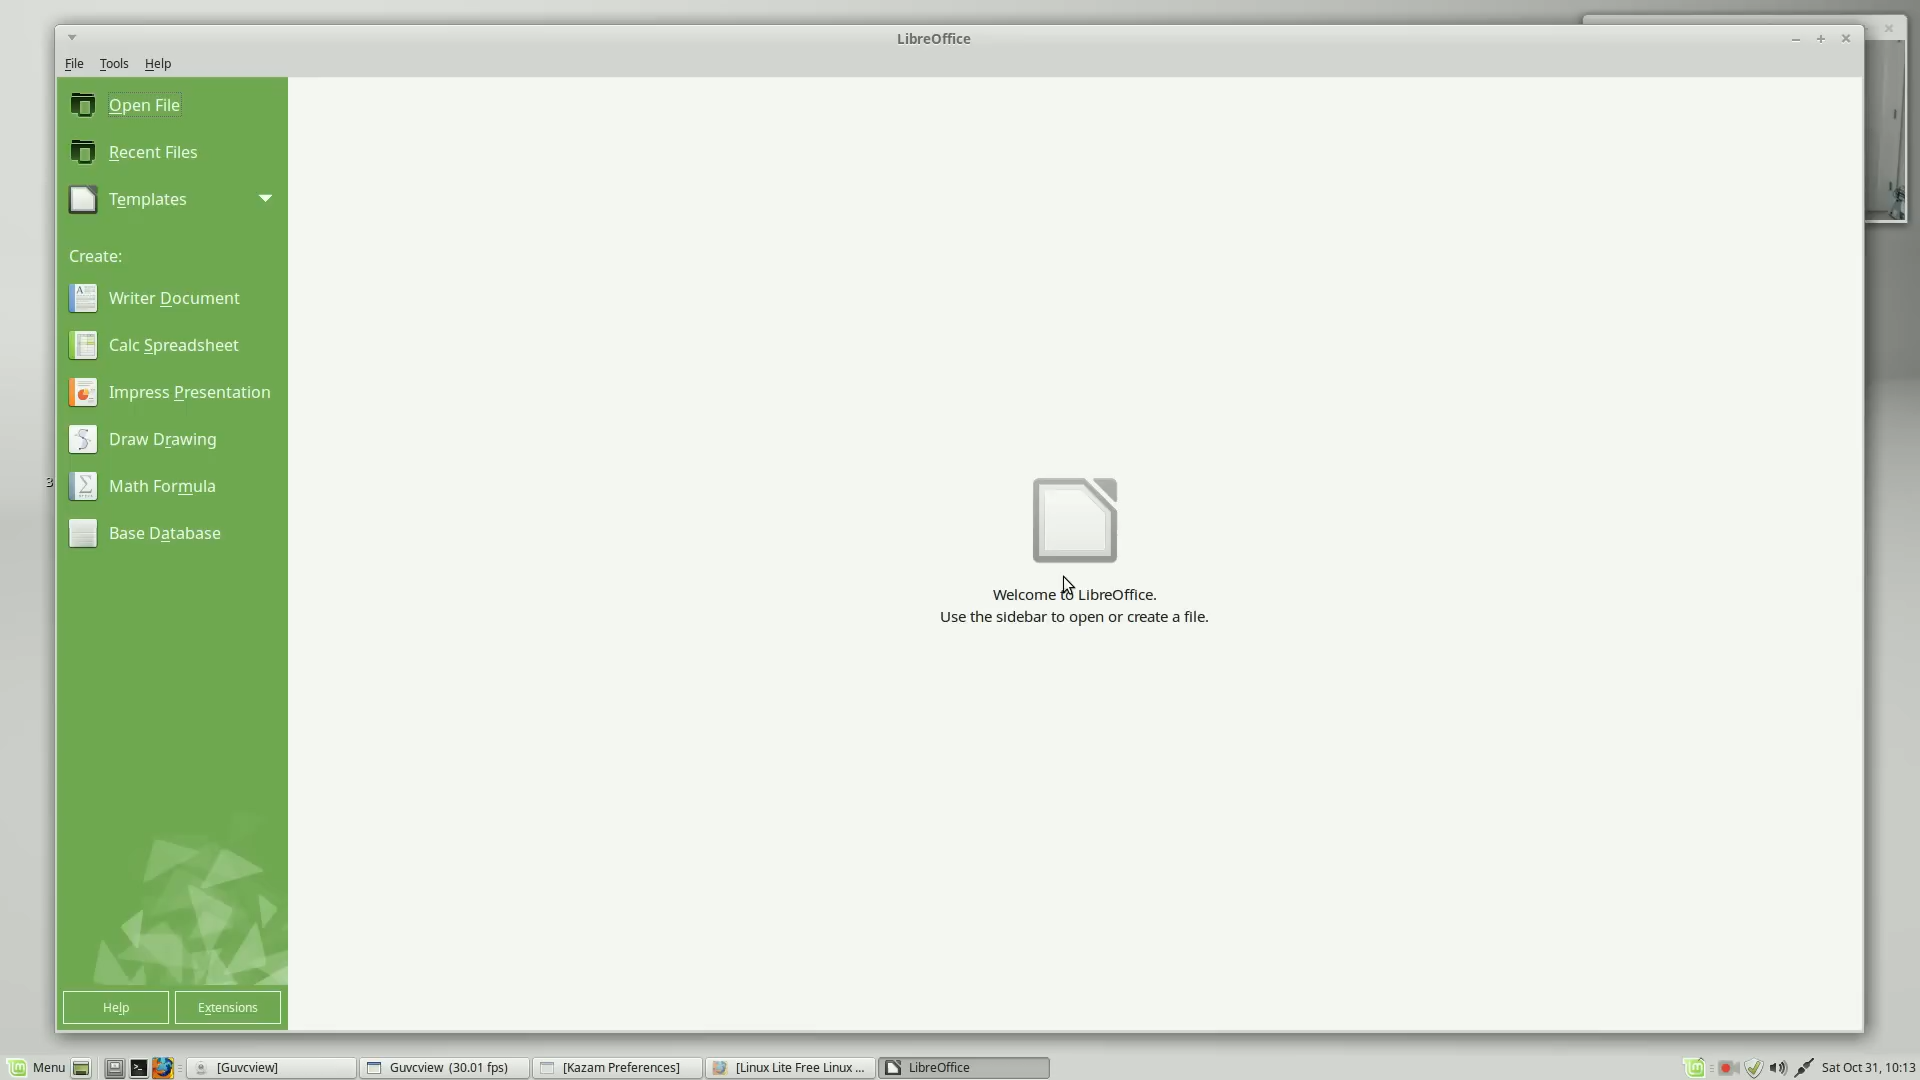 LibreOffice
File Tools Help
Open File
Recent Files
Templates
Create:
Writer Document
Calc Spreadsheet
Impress Presentation
Draw Drawing
3
Math Formula
Base Database
Welcome to LibreOffice.
Use the sidebar to open or create a file.
Help Extensions
Menu [Guvcview] Guvcview (30.01 fps) [Kazam Preferences] [Linux Lite Free Linux ... LibreOffice Sat Oct 31, 10:13